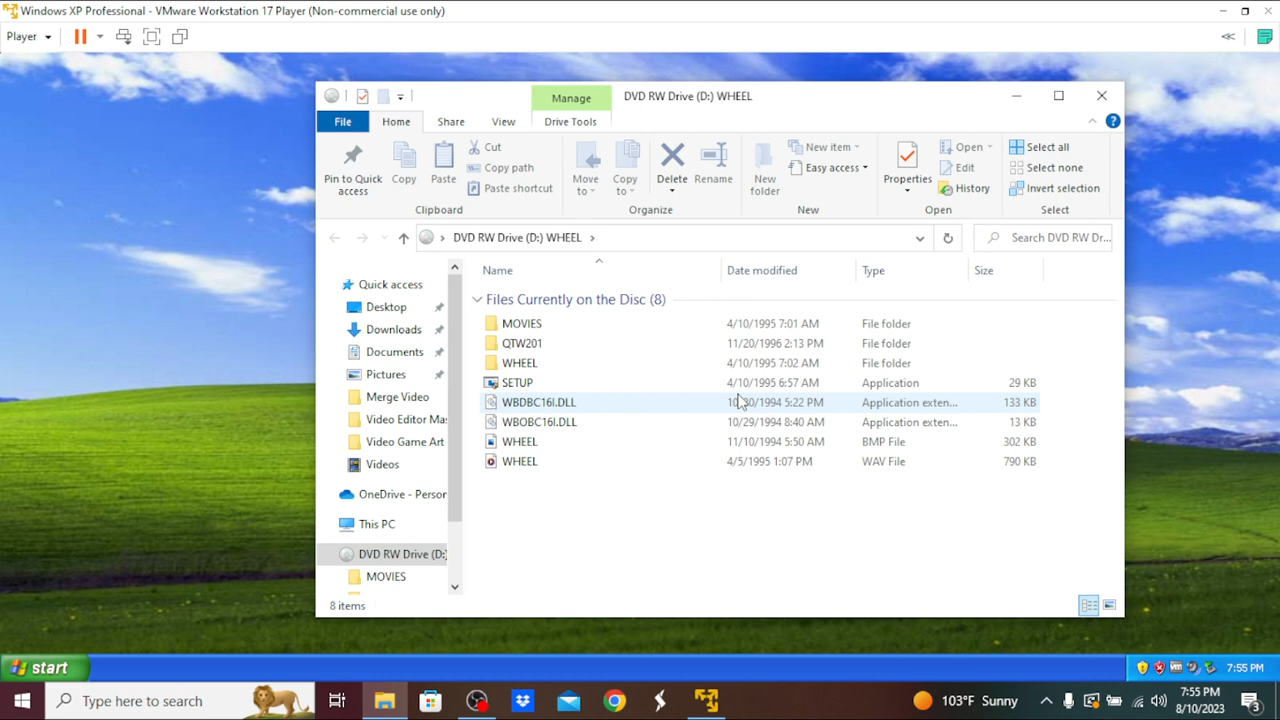 Windows XP Professional - VMware Workstation 17 Player (Non-commercial use only)
Player
Manage
DVD RW Drive (D:) WHEEL
File
Home
Share
View
Drive Tools
Pin to Quick access
Copy
Paste
Cut
Copy path
Paste shortcut
Clipboard
Move to
Copy to
Delete
Rename
Organize
New folder
New item
Easy access
New
Properties
Open
Edit
History
Open
Select all
Select none
Invert selection
Select
DVD RW Drive (D:) WHEEL
Search DVD RW Dr...
Name
Date modified
Type
Size
Files Currently on the Disc (8)
MOVIES 4/10/1995 7:01 AM File folder
QTW201 11/20/1996 2:13 PM File folder
WHEEL 4/10/1995 7:02 AM File folder
SETUP 4/10/1995 6:57 AM Application 29 KB
WBDBC16I.DLL 5:22 PM Application exten... 133 KB
WBOBC16I.DLL 10/29/1994 8:40 AM Application exten... 13 KB
WHEEL 11/10/1994 5:50 AM BMP File 302 KB
WHEEL 4/5/1995 1:07 PM WAV File 790 KB
Quick access
Desktop
Downloads
Documents
Pictures
Merge Video
Video Editor Ma
Video Game Art
Videos
OneDrive - Person
This PC
DVD RW Drive (D:)
MOVIES
8 items
start
7:55 PM
Type here to search
103°F Sunny
7:55 PM
8/10/2023
3